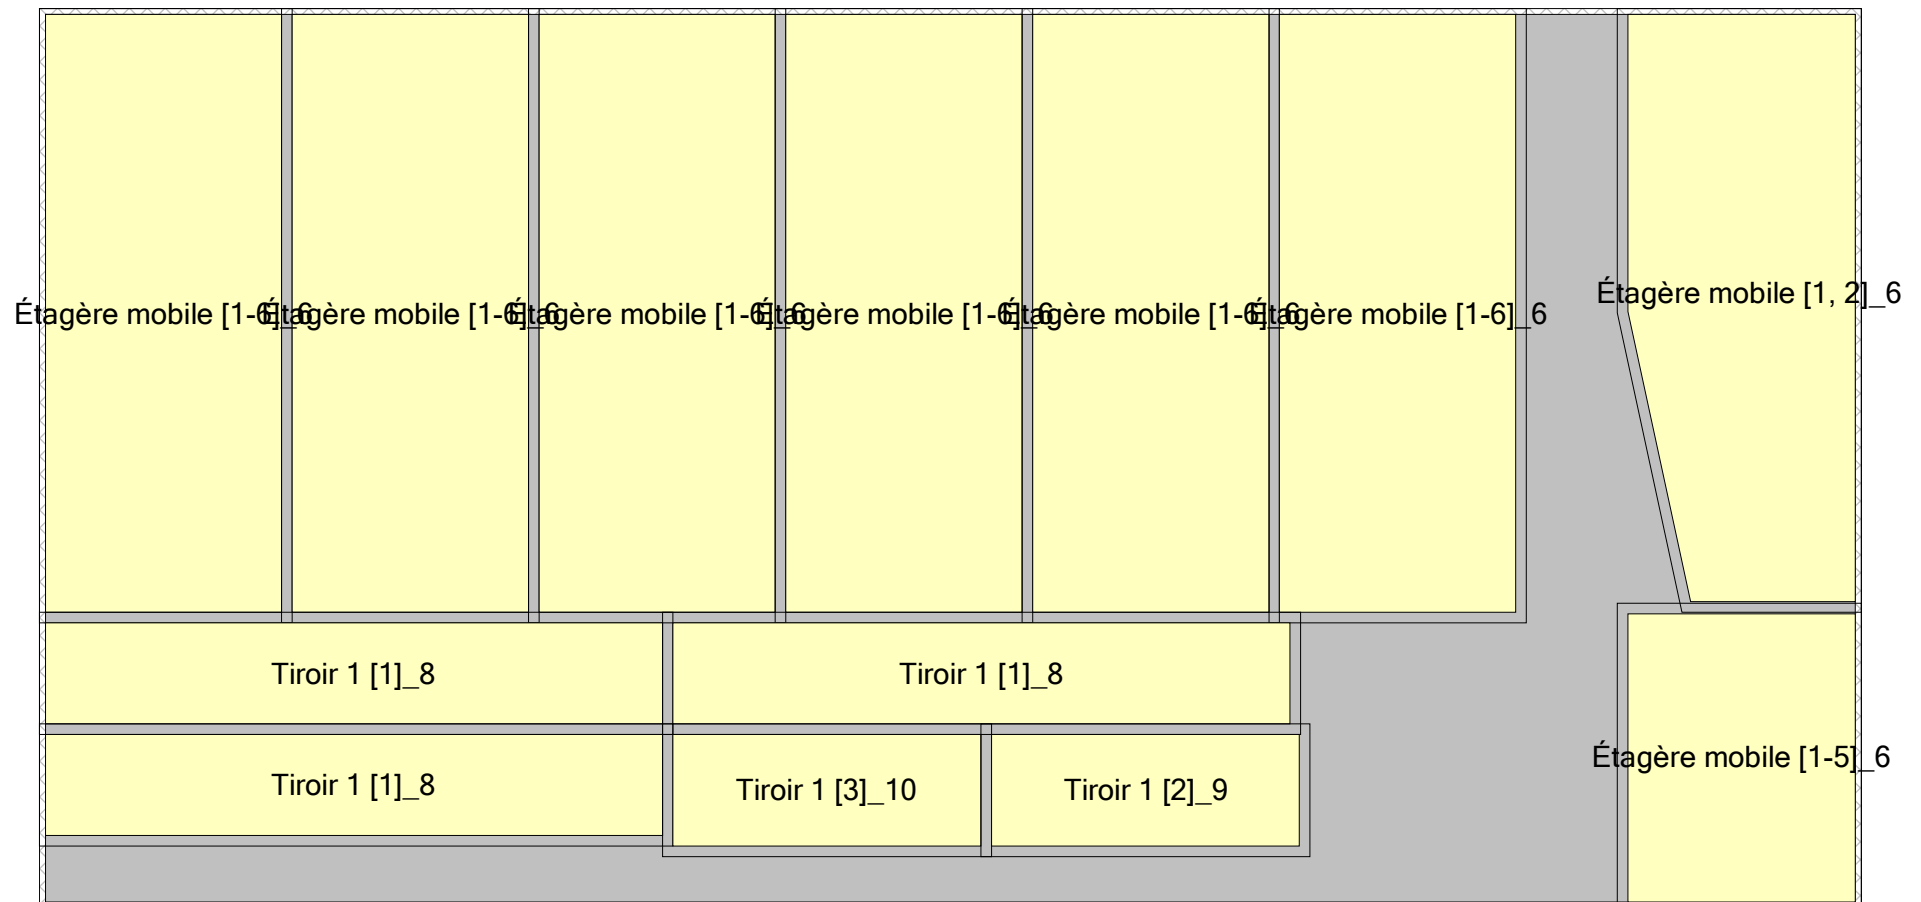 Étagère mobile [1-6]_6
Étagère mobile [1-6]_6
Étagère mobile [1-6]_6
Étagère mobile [1-6]_6
Étagère mobile [1-6]_6
Étagère mobile [1-6]_6
Étagère mobile [1, 2]_6
Tiroir 1 [1]_8
Tiroir 1 [1]_8
Étagère mobile [1-5]_6
Tiroir 1 [1]_8
Tiroir 1 [3]_10
Tiroir 1 [2]_9